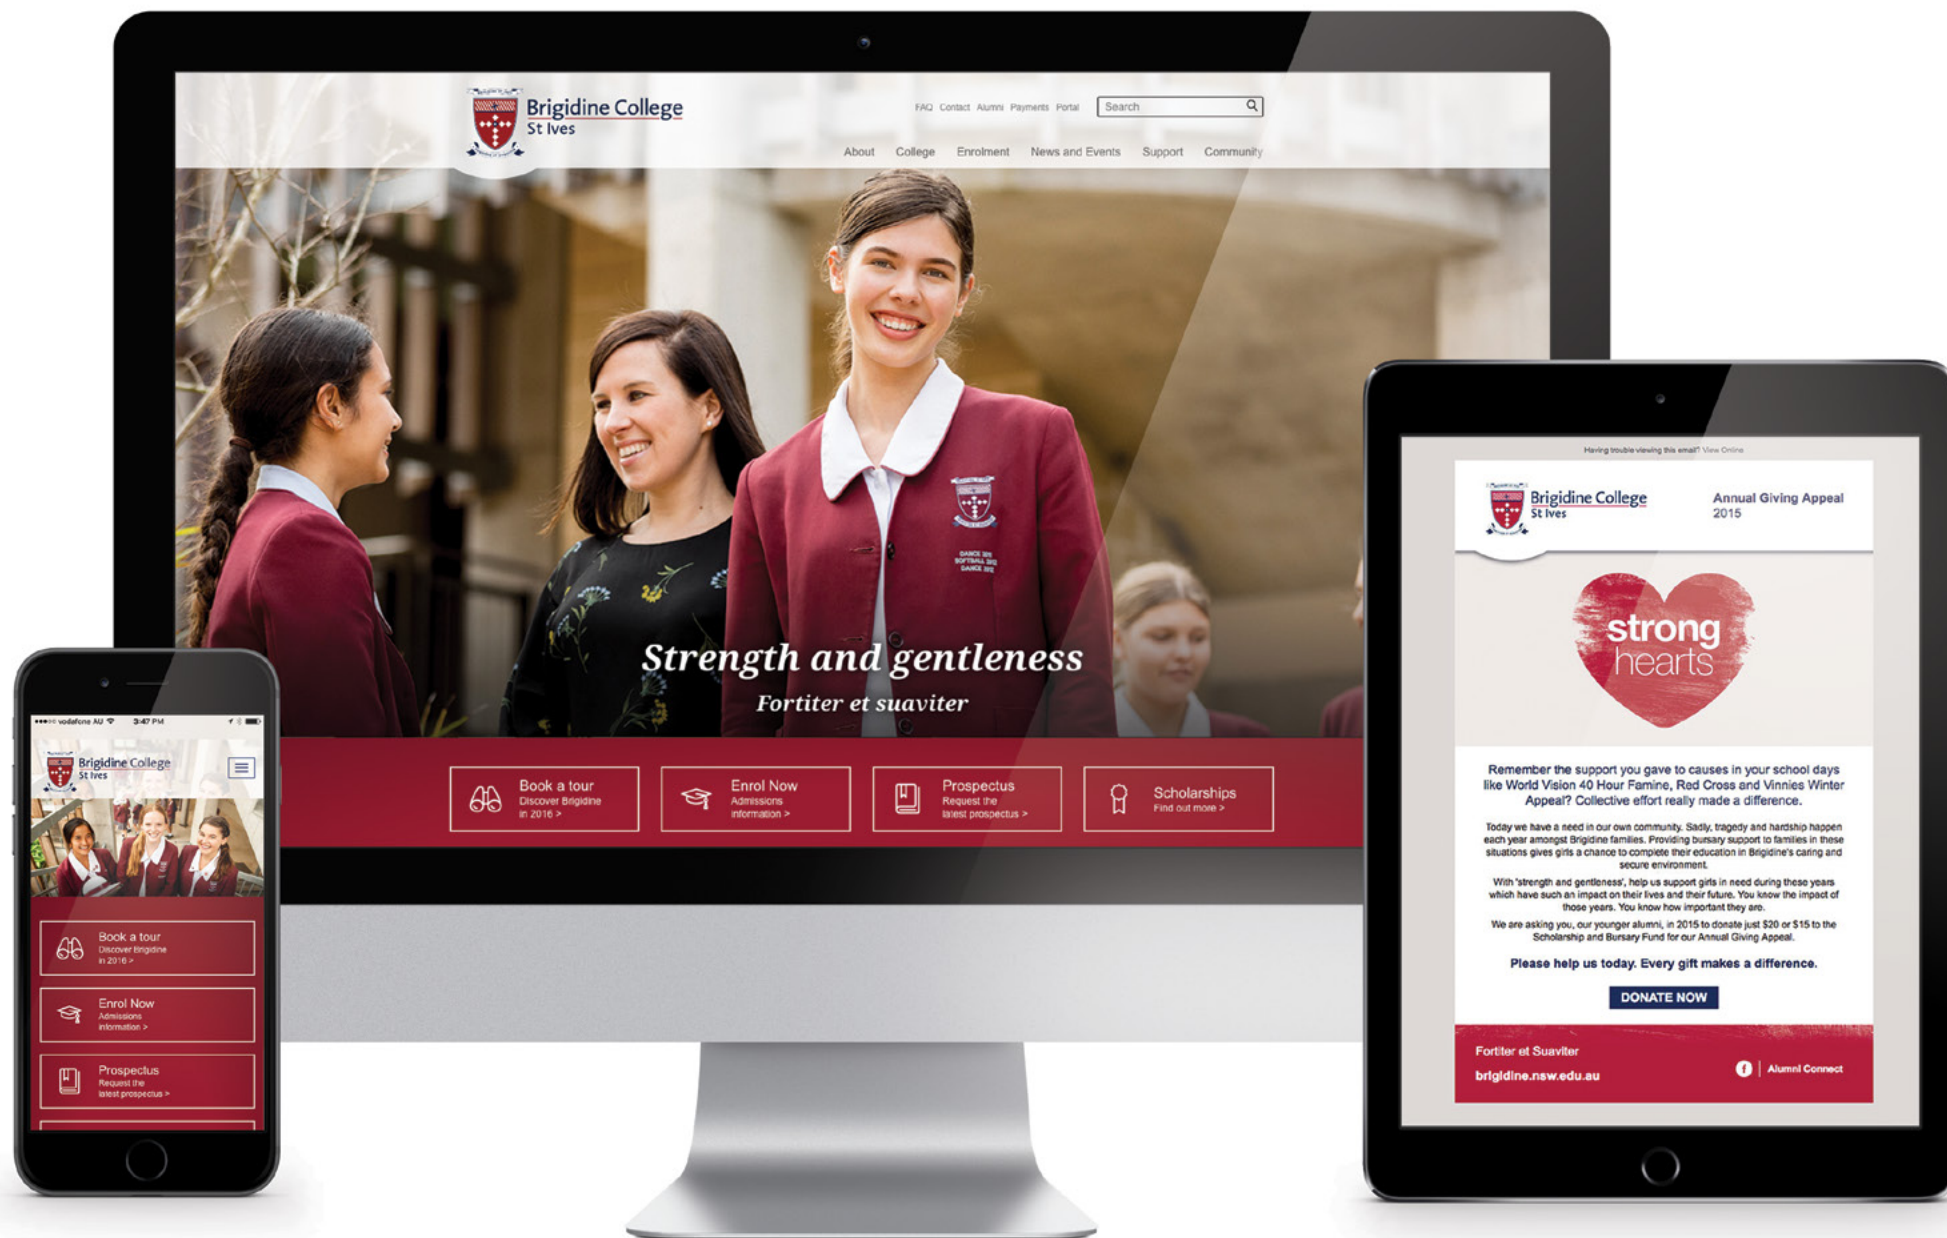 Brigidine College
St Ives
FAQ Contact Alumni Payments Portal
Search
About College Enrolment News and Events Support Community
DANCE 2011
SOFTBALL 2012
DANCE 2012
Strength and gentleness
Fortiter et suaviter
Book a tour
Discover Brigidine
in 2016 >
Enrol Now
Admissions
information >
Prospectus
Request the
latest prospectus >
Scholarships
Find out more >
vodafone AU 3:47 PM
Brigidine College
St Ives
Book a tour
Discover Brigidine
in 2016 >
Enrol Now
Admissions
information >
Prospectus
Request the
latest prospectus >
Having trouble viewing this email? View Online
Brigidine College
St Ives
Annual Giving Appeal
2015
strong
hearts
Remember the support you gave to causes in your school days
like World Vision 40 Hour Famine, Red Cross and Vinnies Winter
Appeal? Collective effort really made a difference.
Today we have a need in our own community. Sadly, tragedy and hardship happen
each year amongst Brigidine families. Providing bursary support to families in these
situations gives girls a chance to complete their education in Brigidine's caring and
secure environment.
With 'strength and gentleness', help us support girls in need during these years
which have such an impact on their lives and their future. You know the impact of
those years. You know how important they are.
We are asking you, our younger alumni, in 2015 to donate just $20 or $15 to the
Scholarship and Bursary Fund for our Annual Giving Appeal.
Please help us today. Every gift makes a difference.
DONATE NOW
Fortiter et Suaviter
brigidine.nsw.edu.au
f Alumni Connect